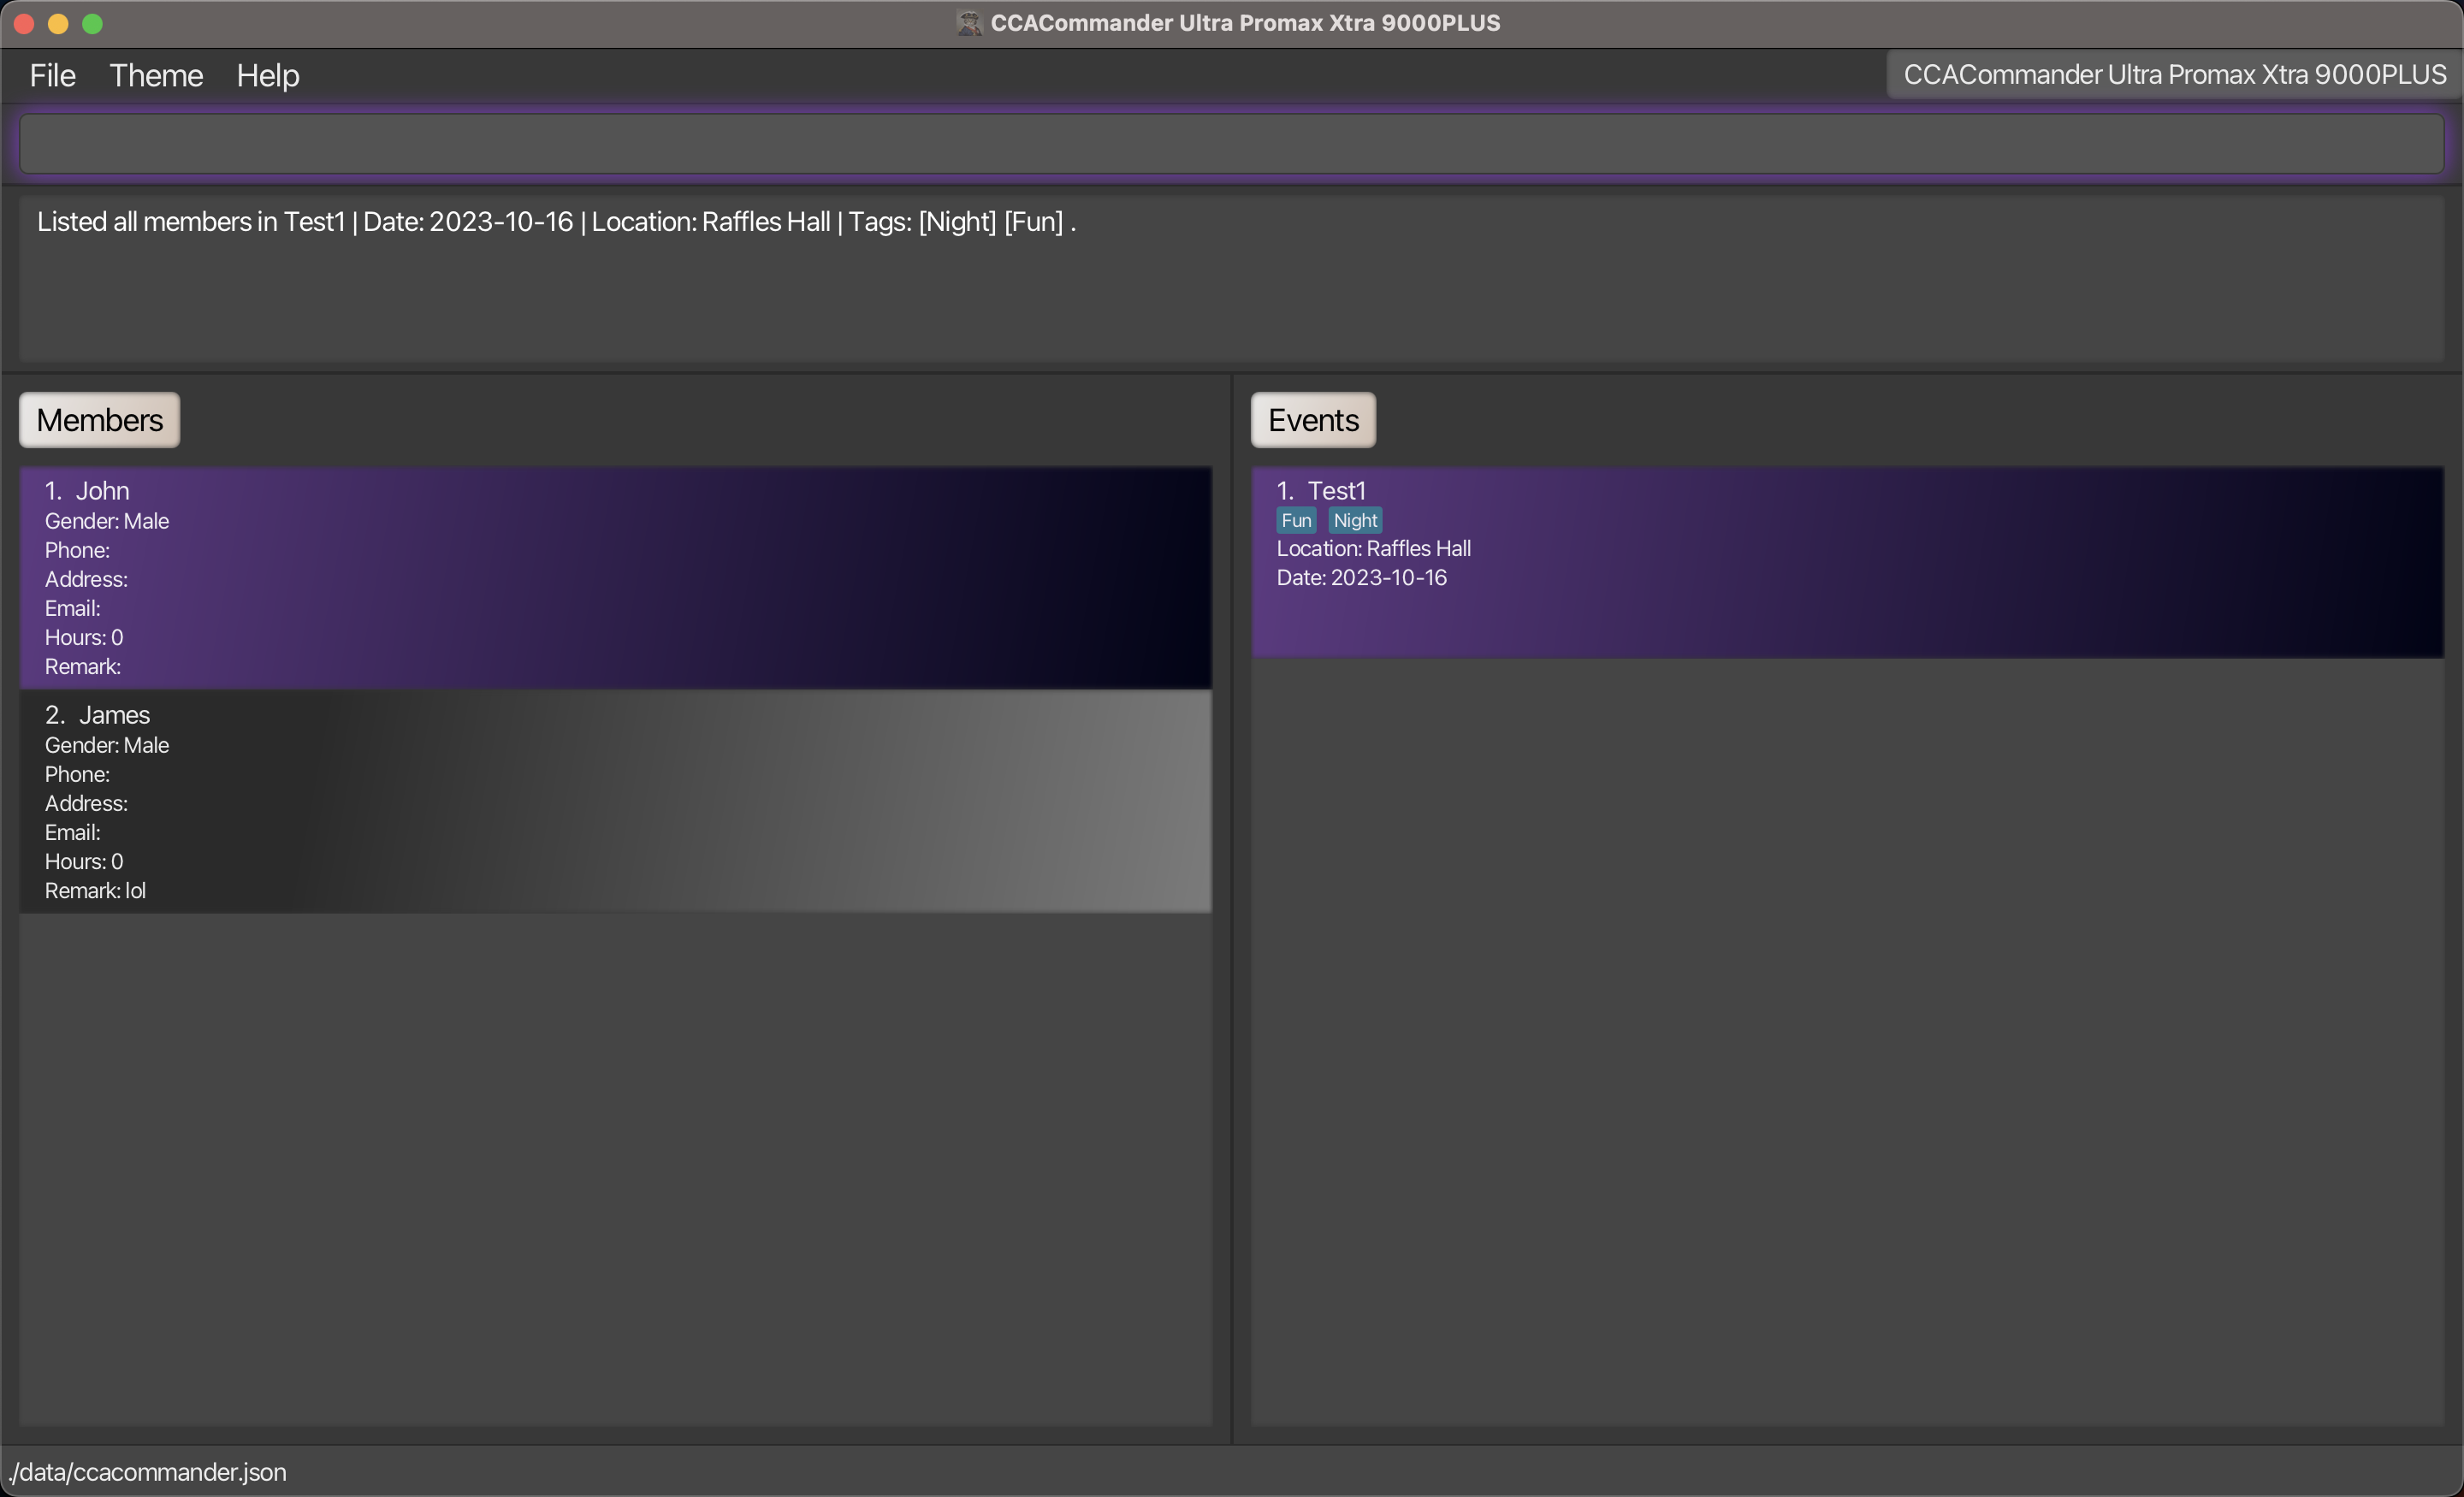 CCACommander Ultra Promax Xtra 9000PLUS
File Theme Help CCACommander Ultra Promax Xtra 9000PLUS
Listed all members in Test1 | Date: 2023-10-16 | Location: Raffles Hall | Tags: [Night] [Fun] .
Members
1. John
Gender: Male
Phone:
Address:
Email:
Hours: 0
Remark:
2. James
Gender: Male
Phone:
Address:
Email:
Hours: 0
Remark: lol
Events
1. Test1
Fun Night
Location: Raffles Hall
Date: 2023-10-16
./data/ccacommander.json